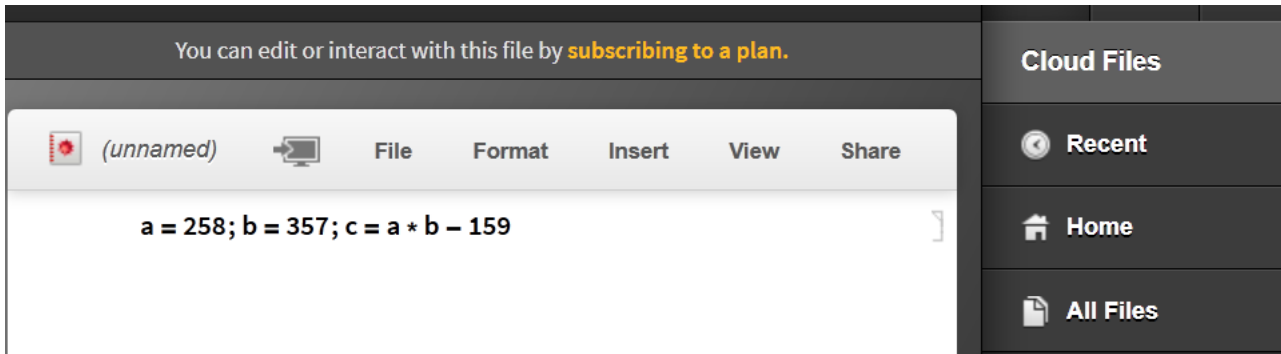 You can edit or interact with this file by subscribing to a plan.
Cloud Files
(unnamed) File Format Insert View Share
Recent
a = 258; b = 357; c = a * b – 159
Home
All Files